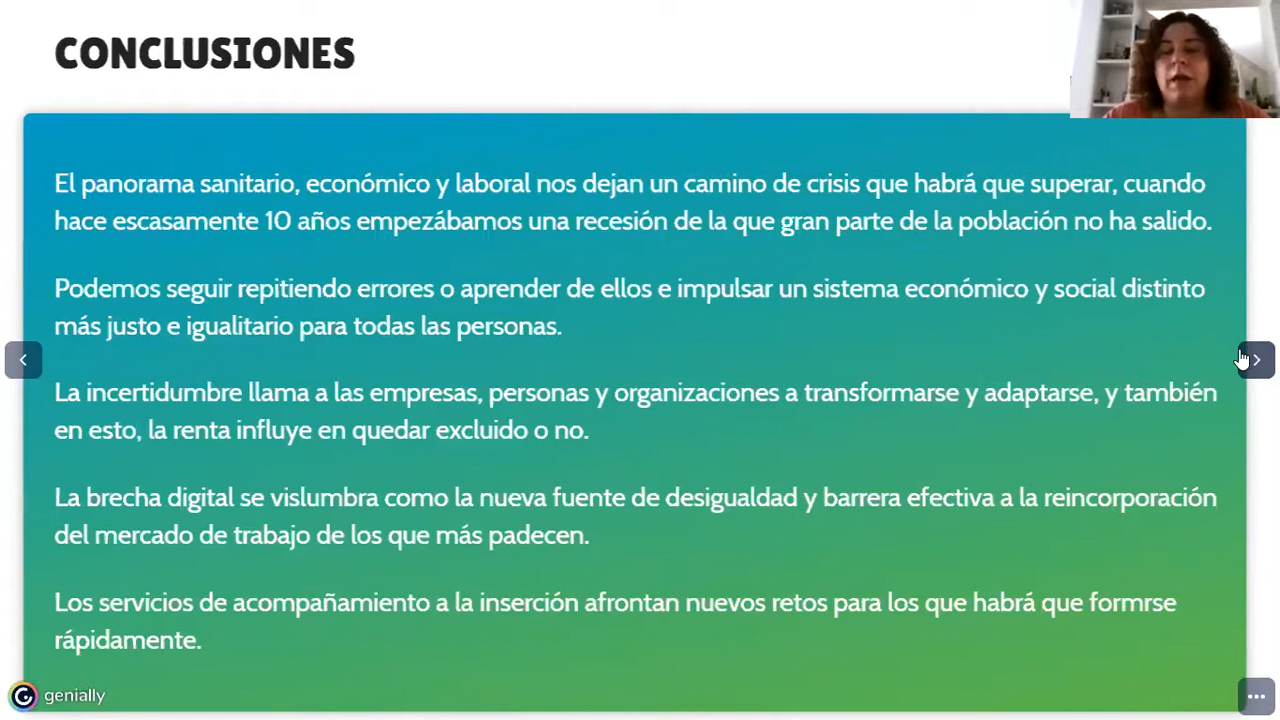 CONCLUSIONES
El panorama sanitario, económico y laboral nos dejan un camino de crisis que habrá que superar, cuando
hace escasamente 10 años empezábamos una recesión de la que gran parte de la población no ha salido.
Podemos seguir repitiendo errores o aprender de ellos e impulsar un sistema económico y social distinto
más justo e igualitario para todas las personas.
La incertidumbre llama a las empresas, personas y organizaciones a transformarse y adaptarse, y también
en esto, la renta influye en quedar excluido o no.
La brecha digital se vislumbra como la nueva fuente de desigualdad y barrera efectiva a la reincorporación
del mercado de trabajo de los que más padecen.
Los servicios de acompañamiento a la inserción afrontan nuevos retos para los que habrá que formrse
rápidamente.
genially